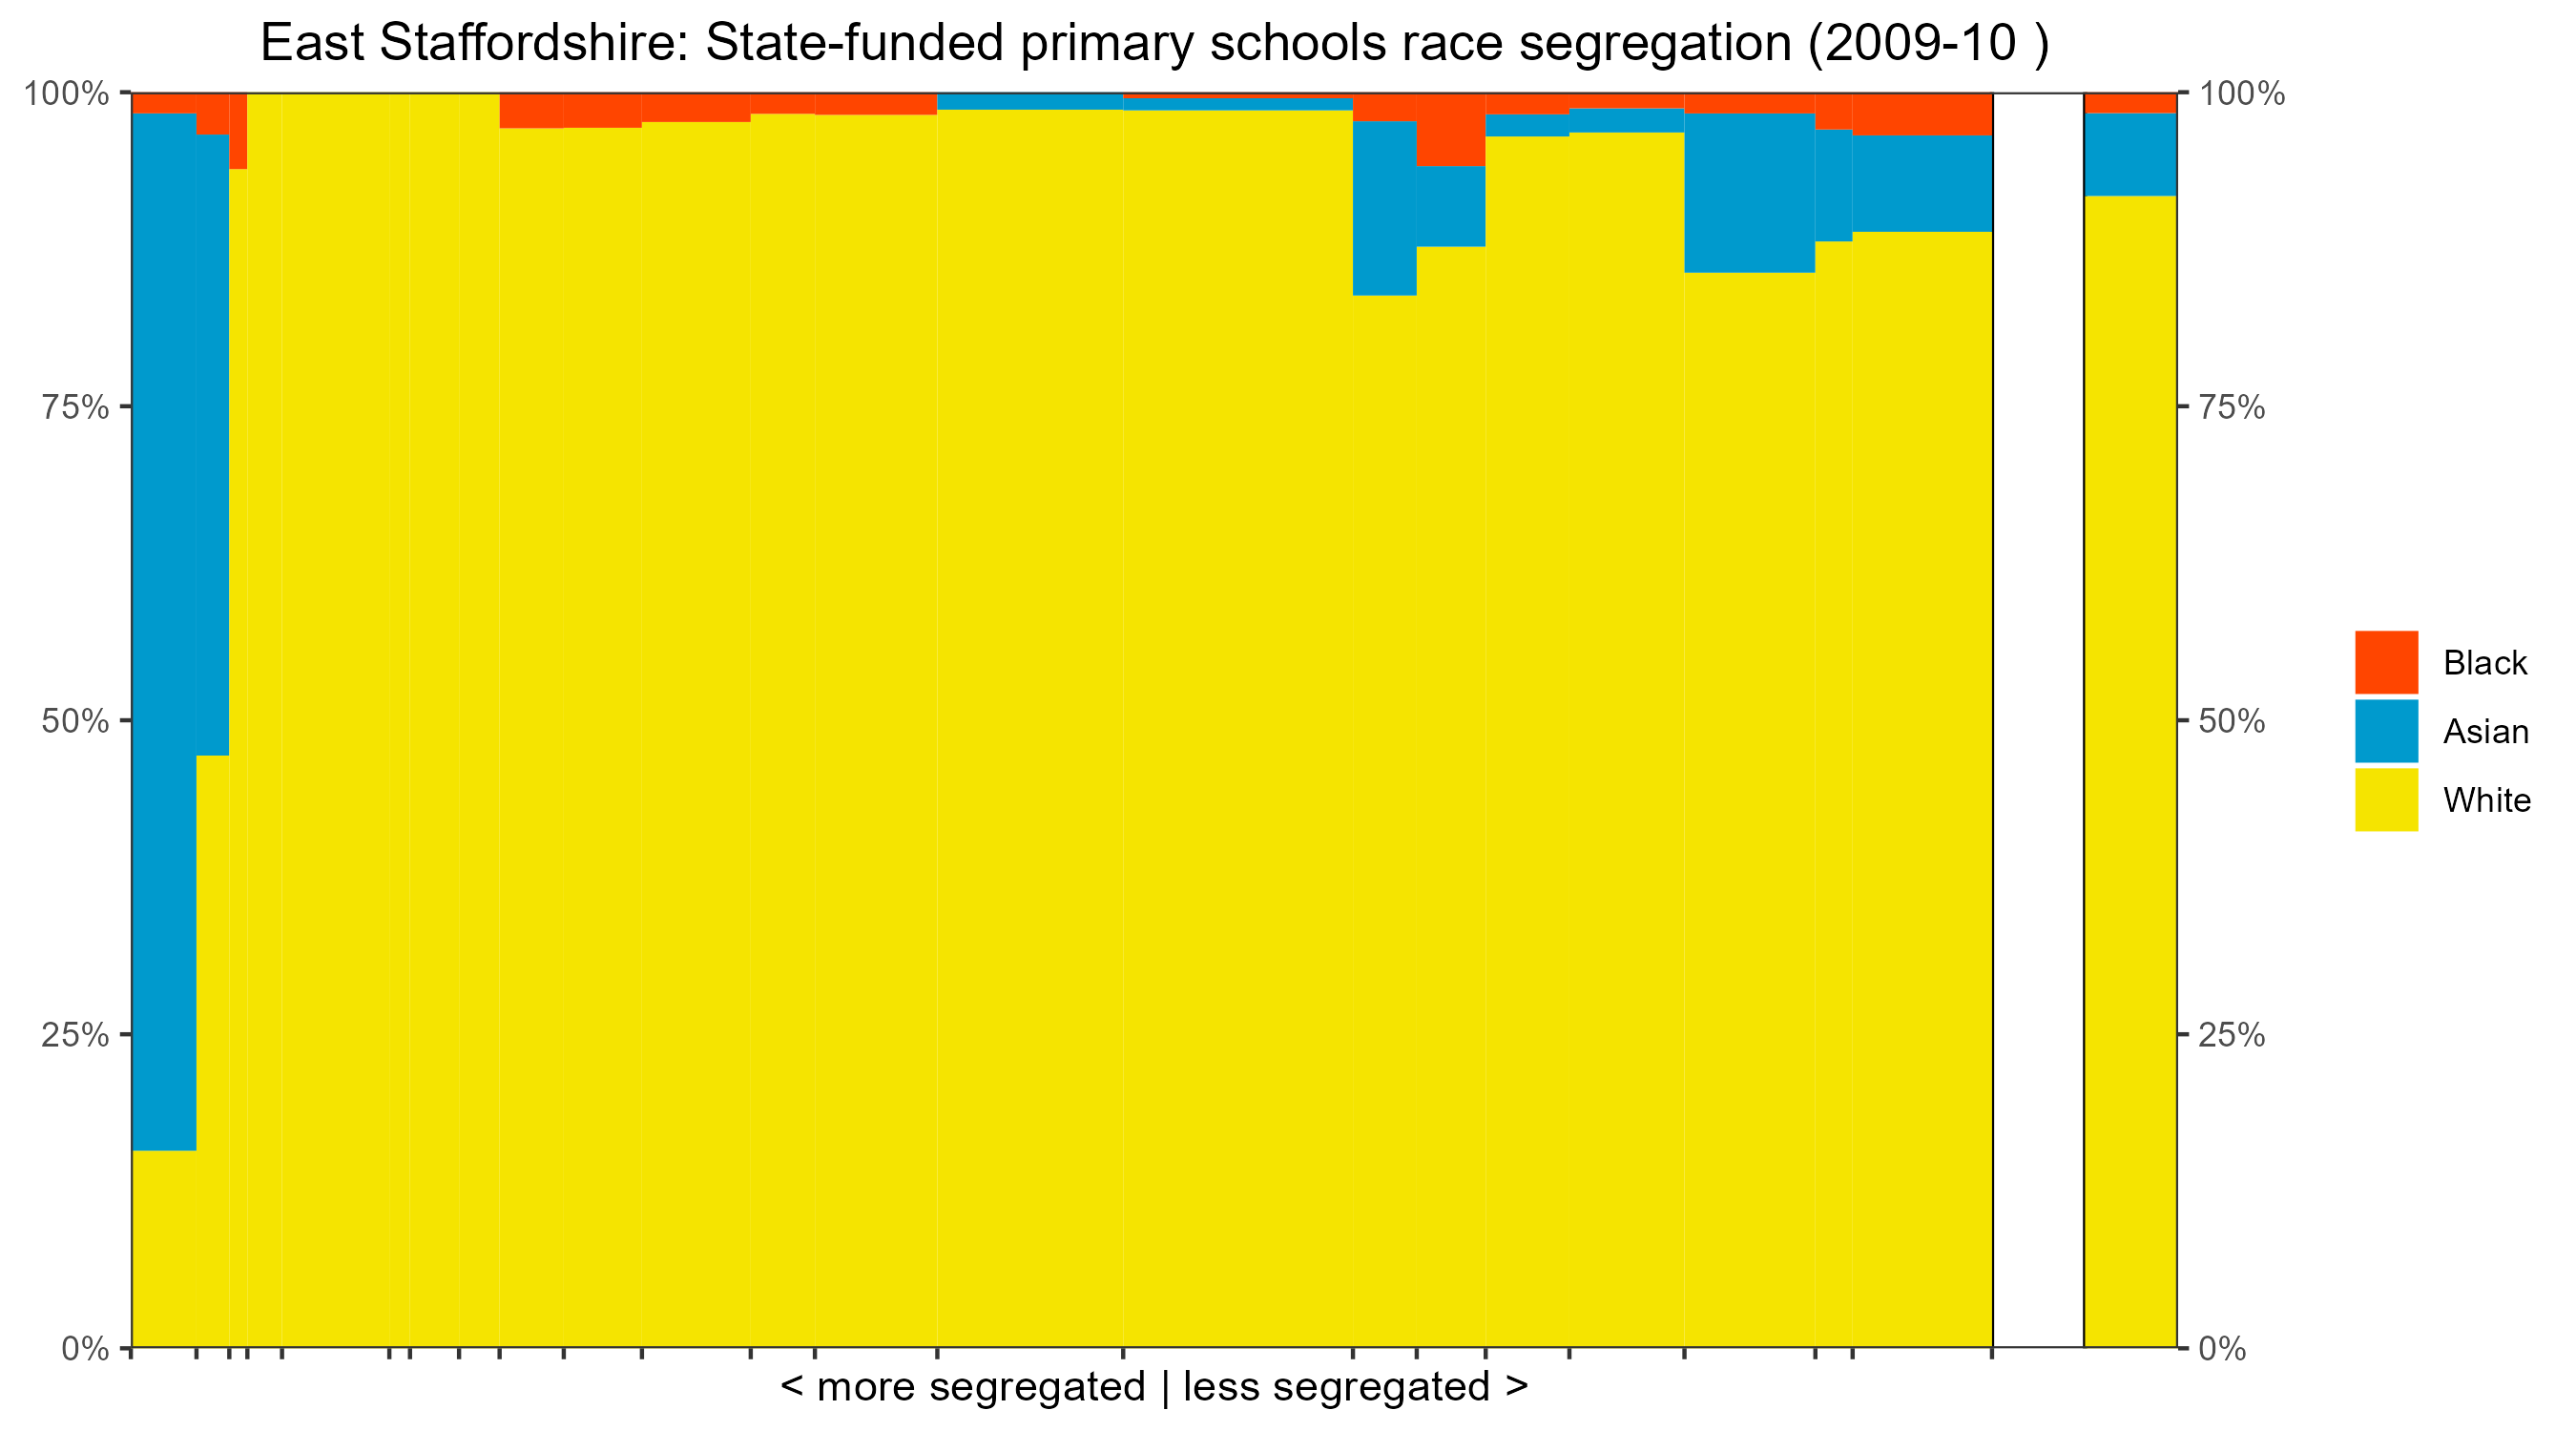 East Staffordshire: State-funded primary schools race segregation (2009-10 )
100%
75%
50%
25%
0%
100%
75%
50%
25%
0%
Black
Asian
White
< more segregated | less segregated >